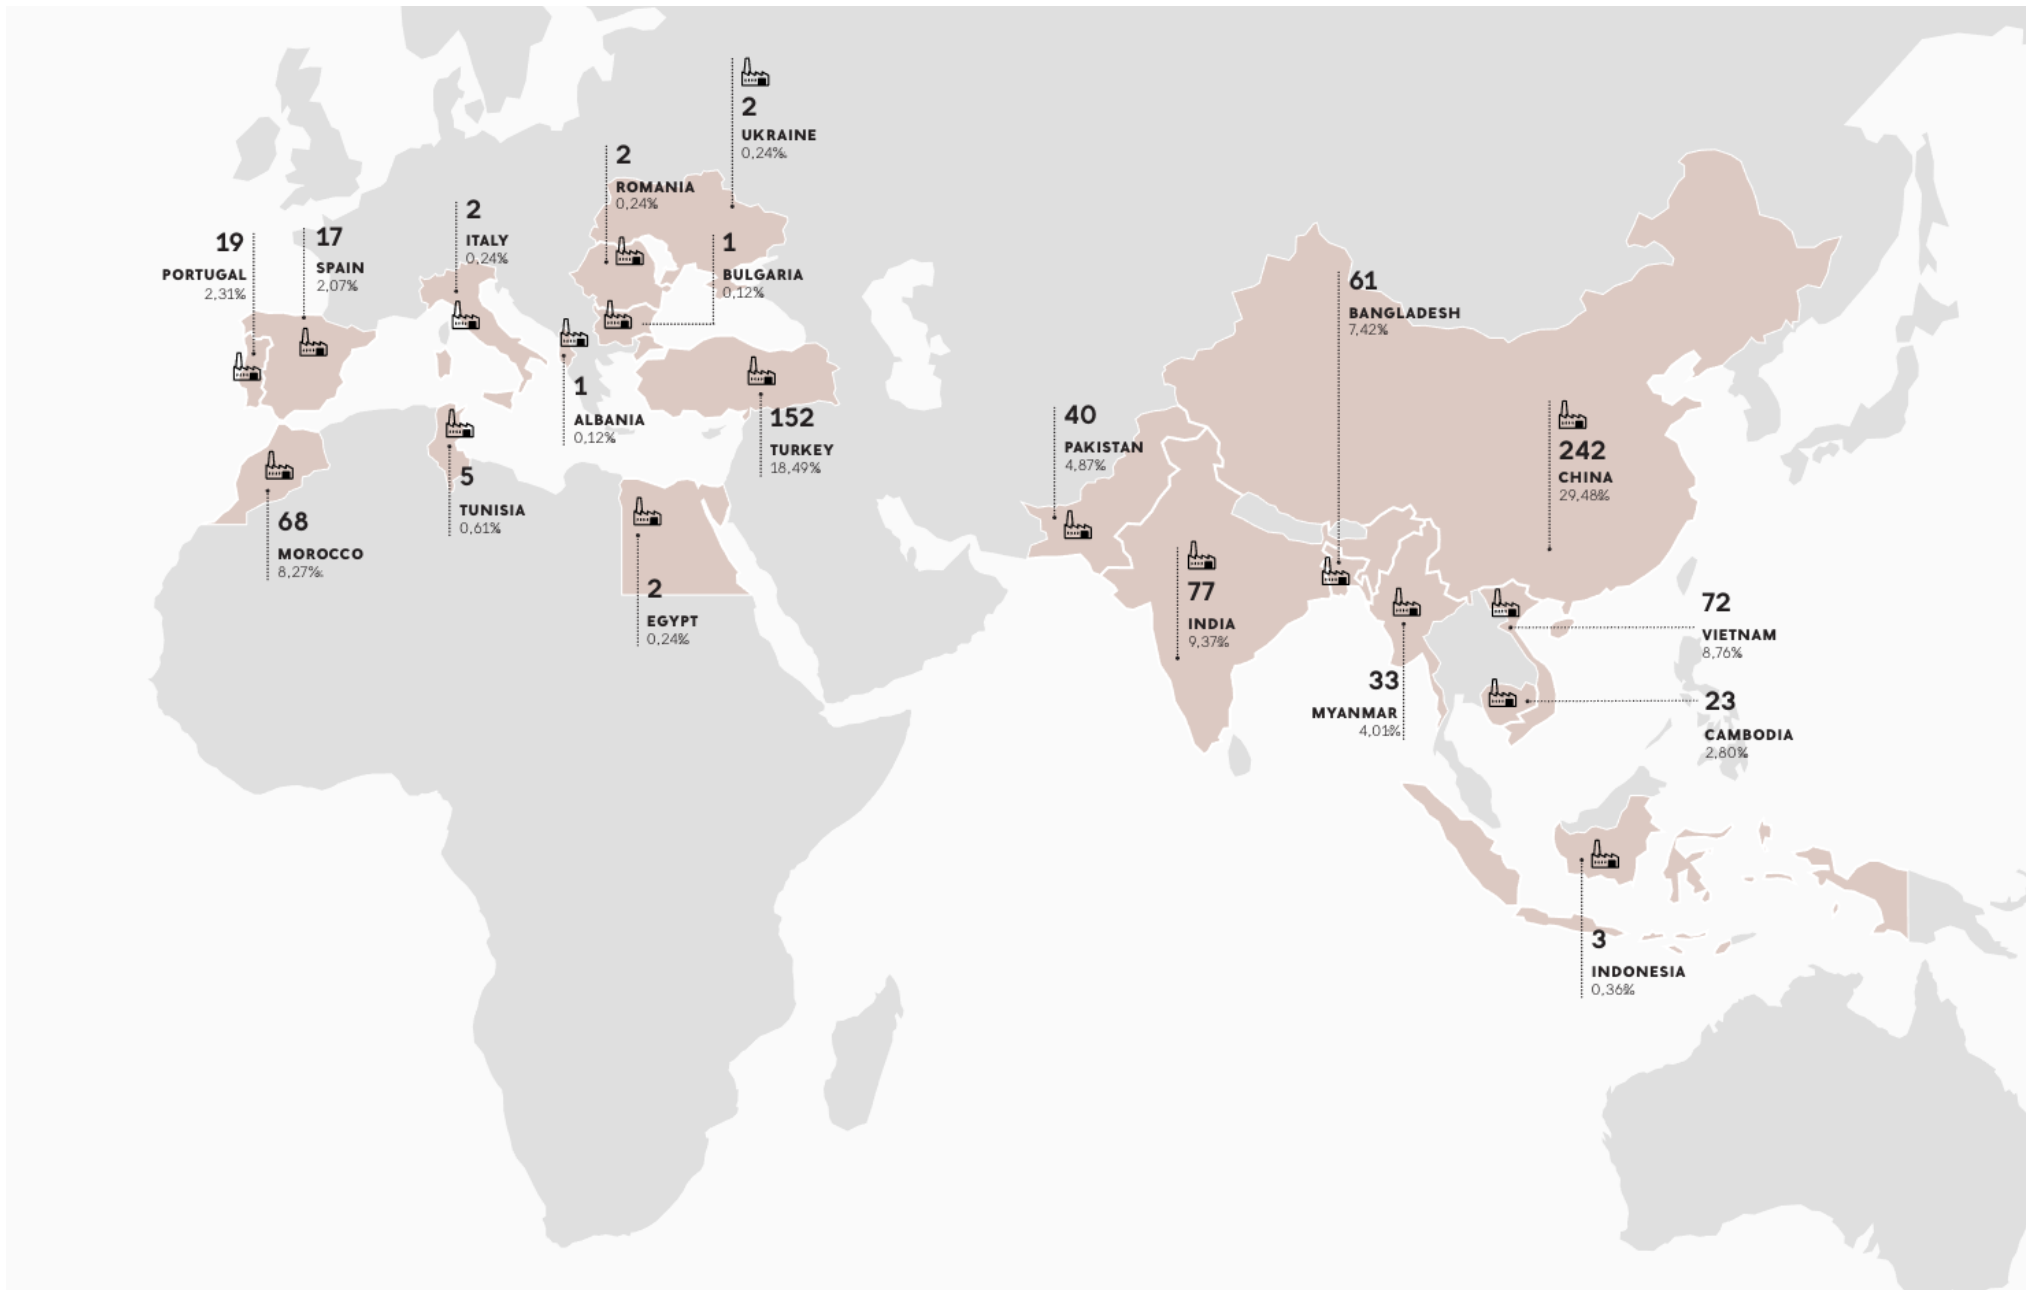 2
UKRAINE
0,24%
2
ROMANIA
0,24%
2
ITALY
0,24%
19
PORTUGAL
2,31%
17
SPAIN
2,07%
1
BULGARIA
0,12%
1
ALBANIA
0,12%
152
TURKEY
18,49%
5
TUNISIA
0,61%
68
MOROCCO
8,27%
2
EGYPT
0,24%
61
BANGLADESH
7,42%
40
PAKISTAN
4,87%
242
CHINA
29,48%
77
INDIA
9,37%
72
VIETNAM
8,76%
33
MYANMAR
4,01%
23
CAMBODIA
2,80%
3
INDONESIA
0,36%